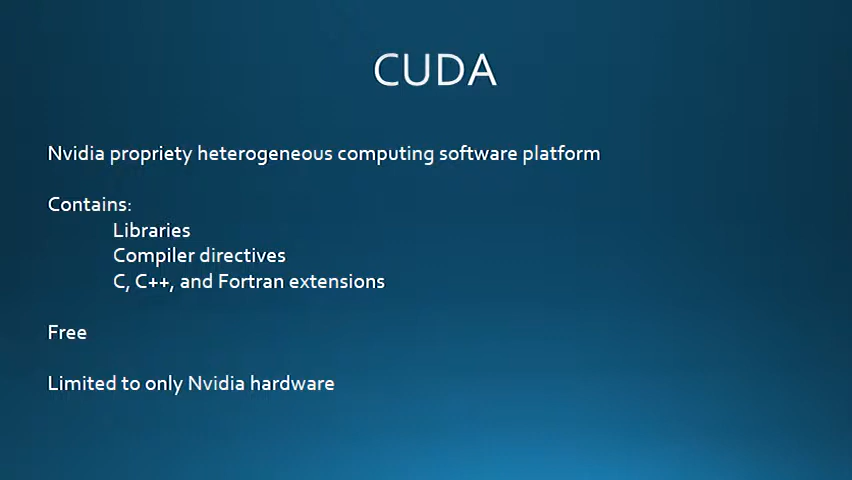 CUDA
Nvidia propriety heterogeneous computing software platform
Contains:
Libraries
Compiler directives
C, C++, and Fortran extensions
Free
Limited to only Nvidia hardware